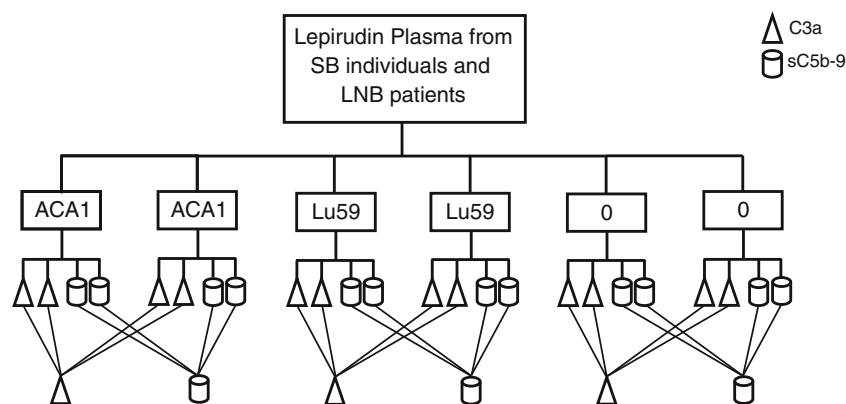 Lepirudin Plasma from
SB individuals and
LNB patients
C3a
sC5b-9
ACA1
ACA1
Lu59
Lu59
0
0